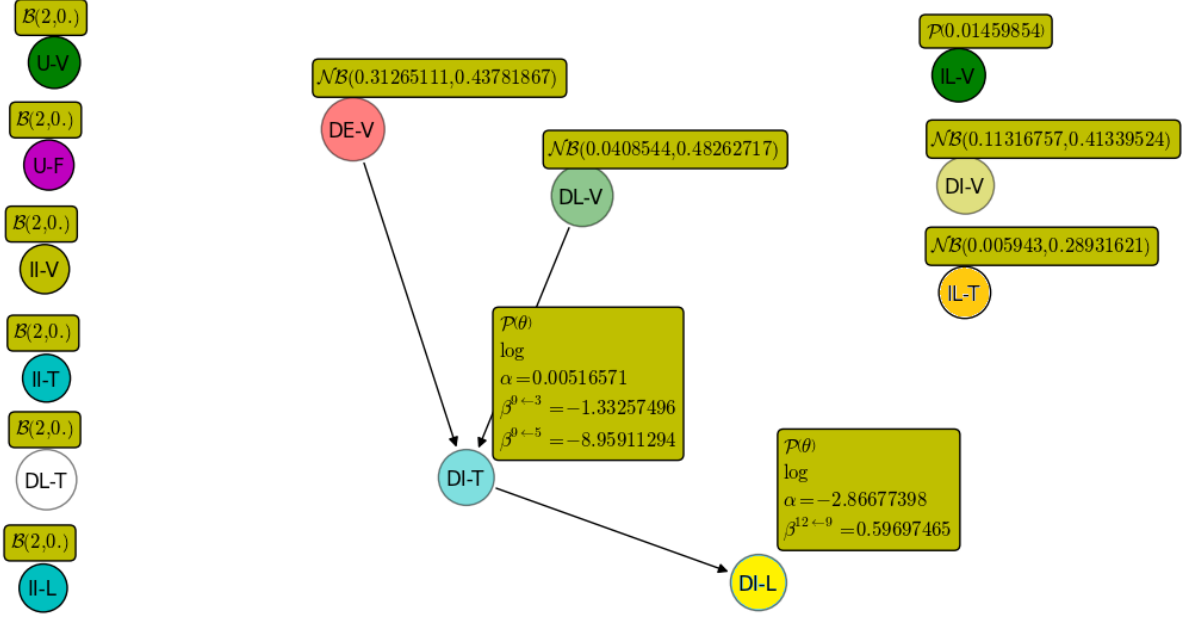 ℬ(2,0.)
U-V
ℬ(2,0.)
U-F
ℬ(2,0.)
II-V
ℬ(2,0.)
II-T
ℬ(2,0.)
DL-T
ℬ(2,0.)
II-L
𝒩ℬ(0.31265111,0.43781867)
DE-V
𝒩ℬ(0.0408544,0.48262717)
DL-V
𝒫(θ)
log
α=0.00516571
β⁹←³ =−1.33257496
β⁹←⁵ =−8.95911294
DI-T
𝒫(θ)
log
α=−2.86677398
β¹²←⁹ =0.59697465
DI-L
𝒫(0.01459854)
IL-V
𝒩ℬ(0.11316757,0.41339524)
DI-V
𝒩ℬ(0.005943,0.28931621)
IL-T